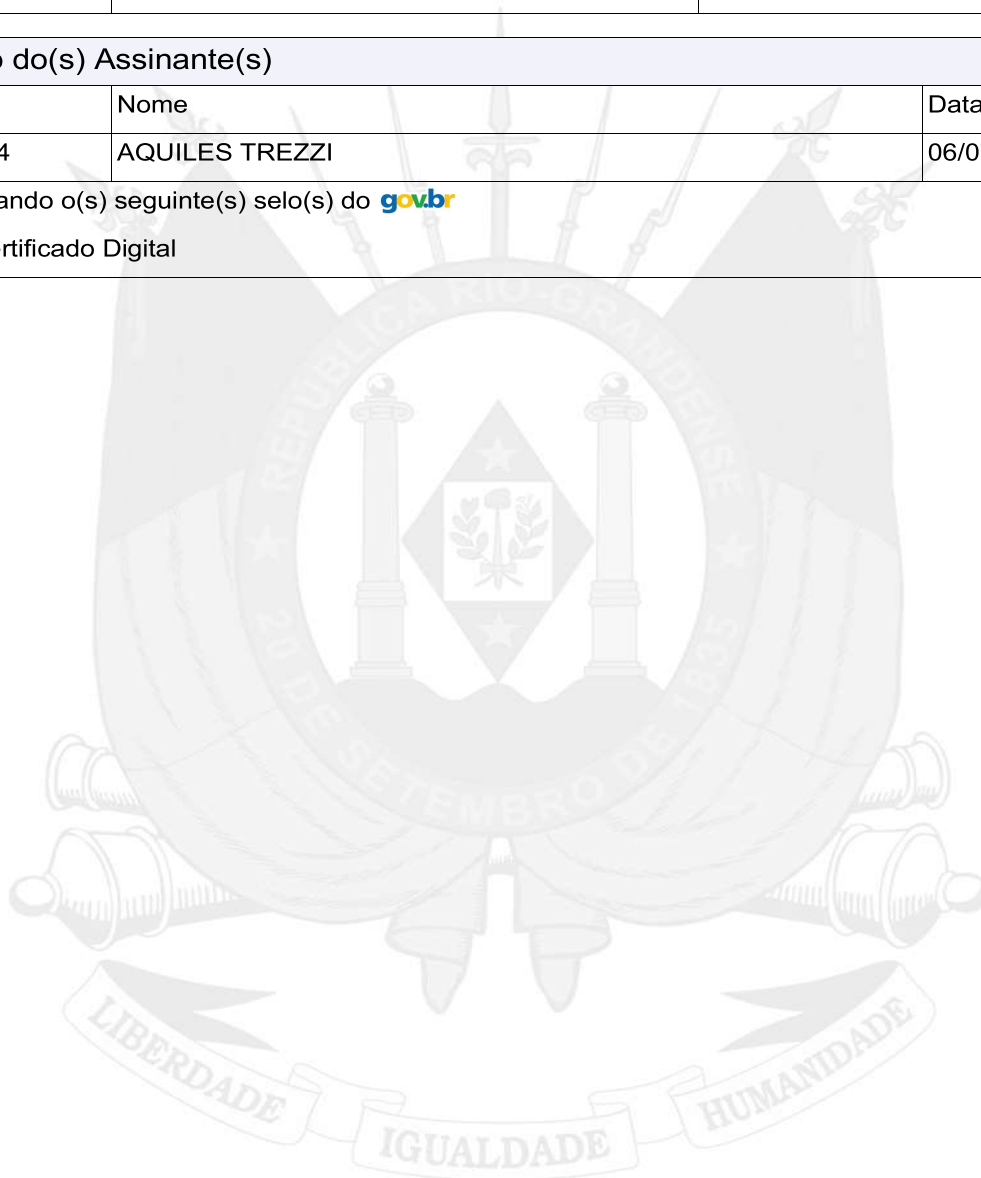 o do(s) Assinante(s)
Nome Data
4 AQUILES TREZZI 06/0
ando o(s) seguinte(s) selo(s) do gov.br
ertificado Digital
REPUBLICA RIO-GRANDENSE
20 DE SETEMBRO DE 1835
LIBERDADE
IGUALDADE
HUMANIDADE